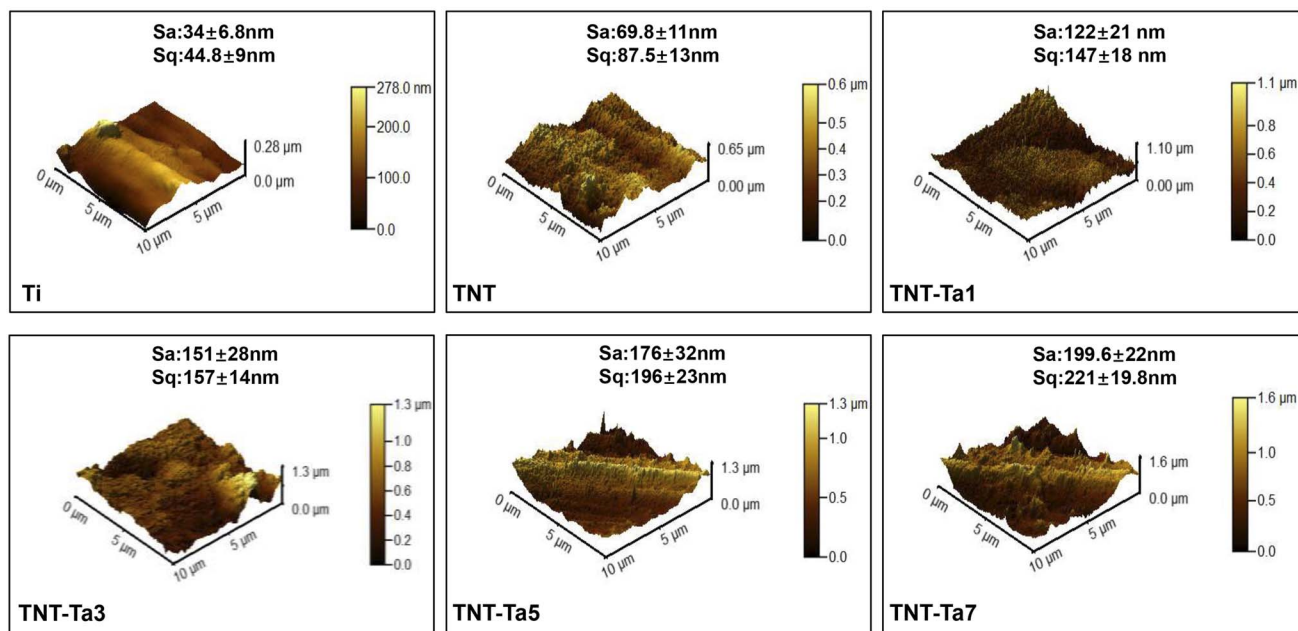 Sa:34±6.8nm
Sq:44.8±9nm
278.0 nm
200.0
100.0
0.0
0.28 µm
0.0 µm
0 µm
5 µm
10 µm
5 µm
Ti
Sa:69.8±11nm
Sq:87.5±13nm
0.6 µm
0.5
0.4
0.3
0.2
0.0
0.65 µm
0.00 µm
0 µm
5 µm
10 µm
5 µm
TNT
Sa:122±21 nm
Sq:147±18 nm
1.1 µm
0.8
0.6
0.4
0.2
0.0
1.10 µm
0.00 µm
0 µm
5 µm
10 µm
5 µm
TNT-Ta1
Sa:151±28nm
Sq:157±14nm
1.3 µm
1.0
0.8
0.6
0.4
0.2
0.0
1.3 µm
0.0 µm
0 µm
5 µm
10 µm
5 µm
TNT-Ta3
Sa:176±32nm
Sq:196±23nm
1.3 µm
1.0
0.5
0.0
1.3 µm
0.0 µm
0 µm
5 µm
10 µm
5 µm
TNT-Ta5
Sa:199.6±22nm
Sq:221±19.8nm
1.6 µm
1.0
0.5
0.0
1.6 µm
0.0 µm
0 µm
5 µm
10 µm
5 µm
TNT-Ta7